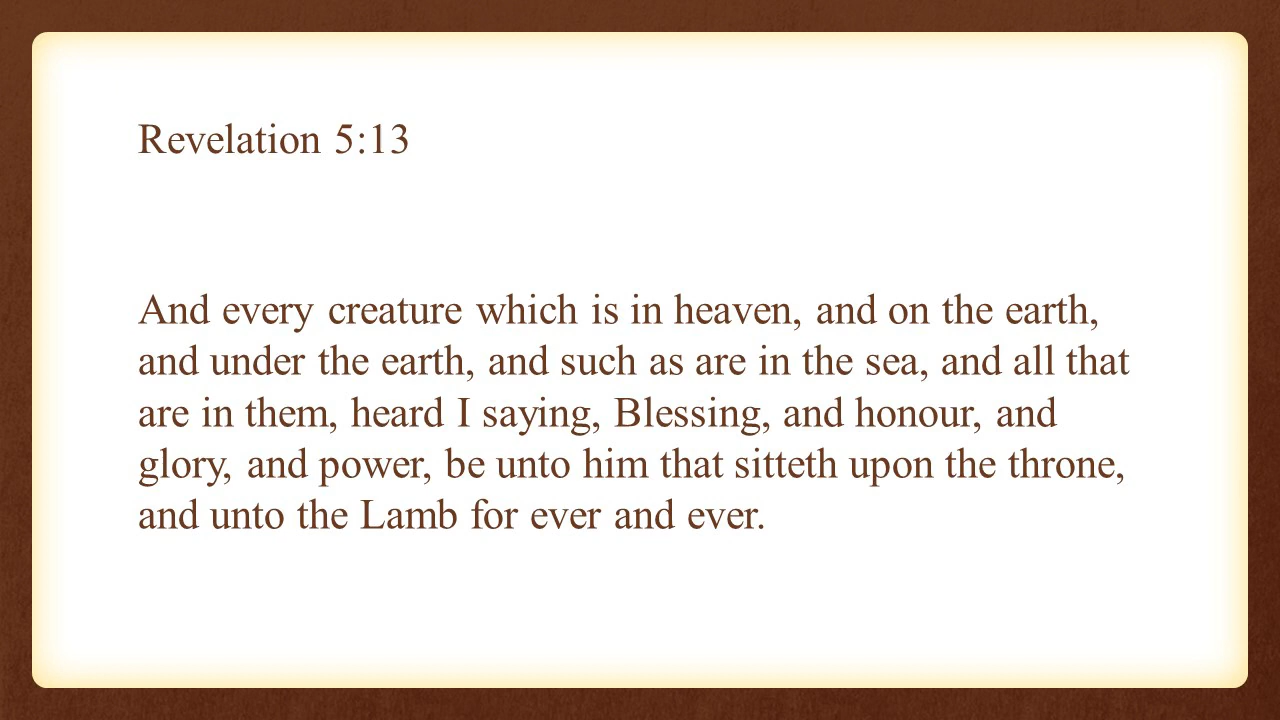 Revelation 5:13
And every creature which is in heaven, and on the earth,
and under the earth, and such as are in the sea, and all that
are in them, heard I saying, Blessing, and honour, and
glory, and power, be unto him that sitteth upon the throne,
and unto the Lamb for ever and ever.